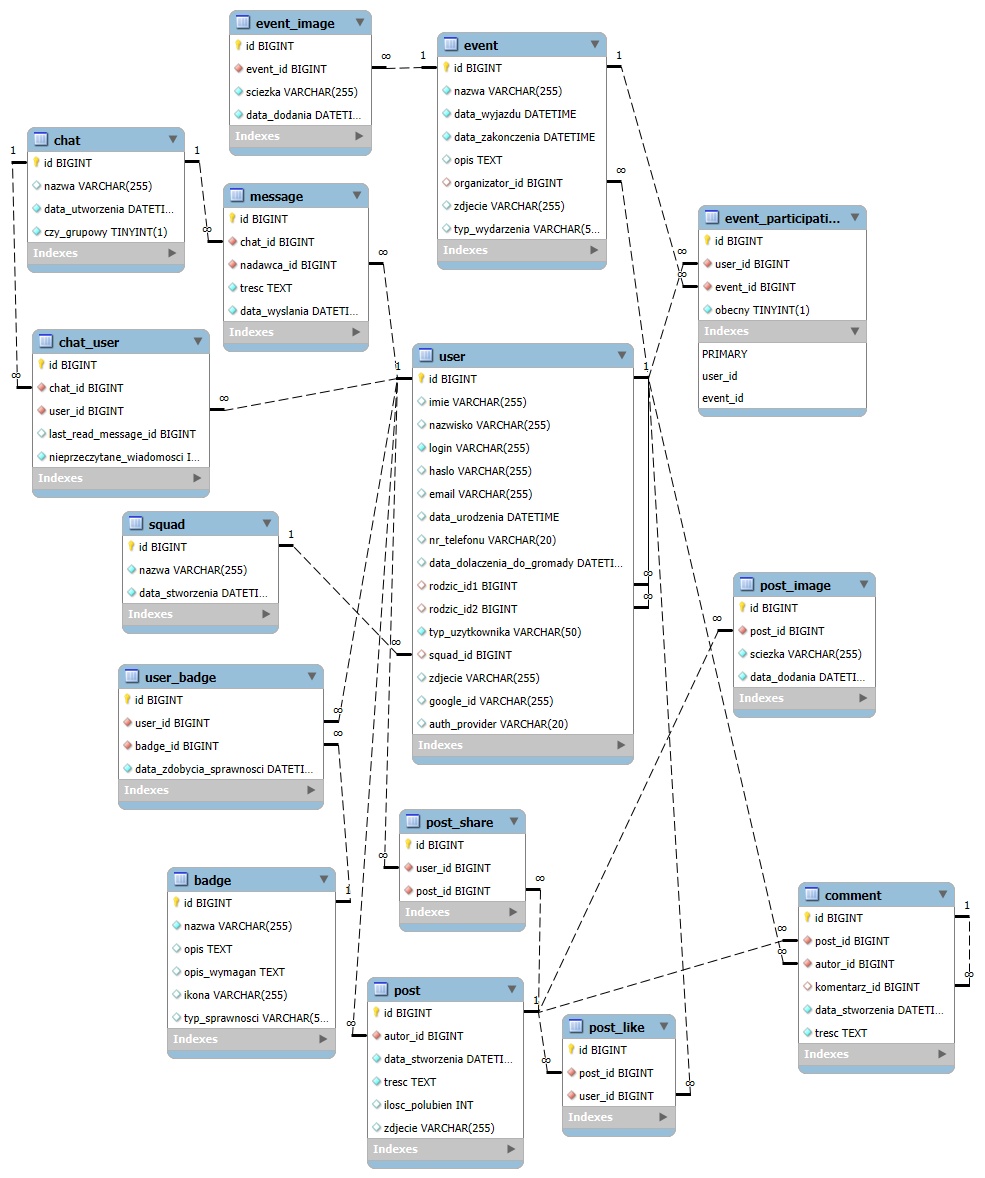 event_image
id BIGINT
event_id BIGINT
sciezka VARCHAR(255)
data_dodania DATETI...
Indexes
event
id BIGINT
nazwa VARCHAR(255)
data_wyjazdu DATETIME
data_zakonczenia DATETIME
opis TEXT
organizator_id BIGINT
zdjecie VARCHAR(255)
typ_wydarzenia VARCHAR(5...
Indexes
chat
id BIGINT
nazwa VARCHAR(255)
data_utworzenia DATETI...
czy_grupowy TINYINT(1)
Indexes
message
id BIGINT
chat_id BIGINT
nadawca_id BIGINT
tresc TEXT
data_wyslania DATETI...
Indexes
event_participati...
id BIGINT
user_id BIGINT
event_id BIGINT
obecny TINYINT(1)
Indexes
PRIMARY
user_id
event_id
chat_user
id BIGINT
chat_id BIGINT
user_id BIGINT
last_read_message_id BIGINT
nieprzeczytane_wiadomosci I...
Indexes
user
id BIGINT
imie VARCHAR(255)
nazwisko VARCHAR(255)
login VARCHAR(255)
haslo VARCHAR(255)
email VARCHAR(255)
data_urodzenia DATETIME
nr_telefonu VARCHAR(20)
data_dolaczenia_do_gromady DATETI...
rodzic_id1 BIGINT
rodzic_id2 BIGINT
typ_uzytkownika VARCHAR(50)
squad_id BIGINT
zdjecie VARCHAR(255)
google_id VARCHAR(255)
auth_provider VARCHAR(20)
Indexes
squad
id BIGINT
nazwa VARCHAR(255)
data_stworzenia DATETI...
Indexes
post_image
id BIGINT
post_id BIGINT
sciezka VARCHAR(255)
data_dodania DATETI...
Indexes
user_badge
id BIGINT
user_id BIGINT
badge_id BIGINT
data_zdobycia_sprawnosci DATETI...
Indexes
post_share
id BIGINT
user_id BIGINT
post_id BIGINT
Indexes
badge
id BIGINT
nazwa VARCHAR(255)
opis TEXT
opis_wymagan TEXT
ikona VARCHAR(255)
typ_sprawnosci VARCHAR(5...
Indexes
comment
id BIGINT
post_id BIGINT
autor_id BIGINT
komentarz_id BIGINT
data_stworzenia DATETI...
tresc TEXT
Indexes
post
id BIGINT
autor_id BIGINT
data_stworzenia DATETI...
tresc TEXT
ilosc_polubien INT
zdjecie VARCHAR(255)
Indexes
post_like
id BIGINT
post_id BIGINT
user_id BIGINT
Indexes
1
∞
1
1
∞
1
∞
∞
∞
∞
∞
∞
1
1
∞
1
∞
∞
∞
∞
∞
∞
1
∞
∞
1
∞
∞
1
∞
1
∞
∞
∞